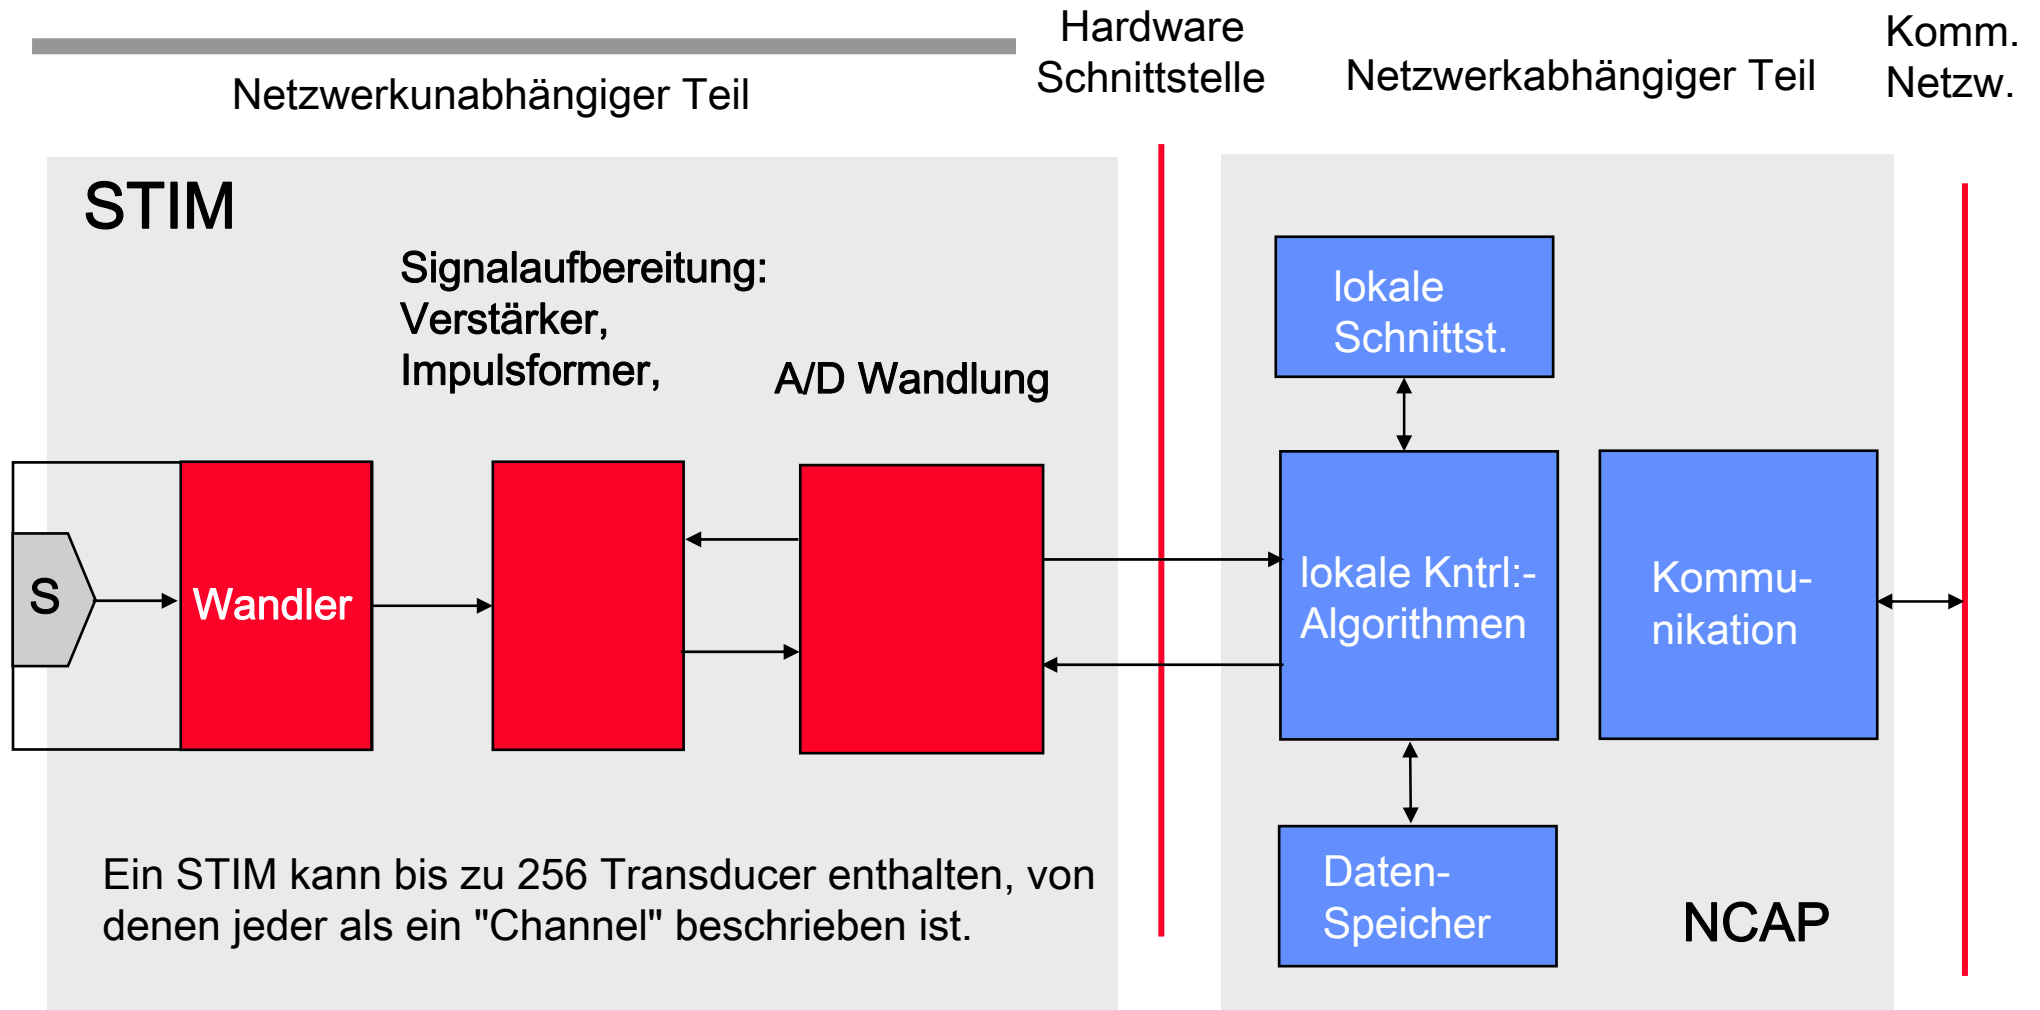 Netzwerkunabhängiger Teil
Hardware
Schnittstelle
Netzwerkabhängiger Teil
Komm.
Netzw.
STIM
Signalaufbereitung:
Verstärker,
Impulsformer,
A/D Wandlung
S
Wandler
lokale
Schnittst.
lokale Kntrl:-
Algorithmen
Kommu-
nikation
Daten-
Speicher
NCAP
Ein STIM kann bis zu 256 Transducer enthalten, von
denen jeder als ein "Channel" beschrieben ist.